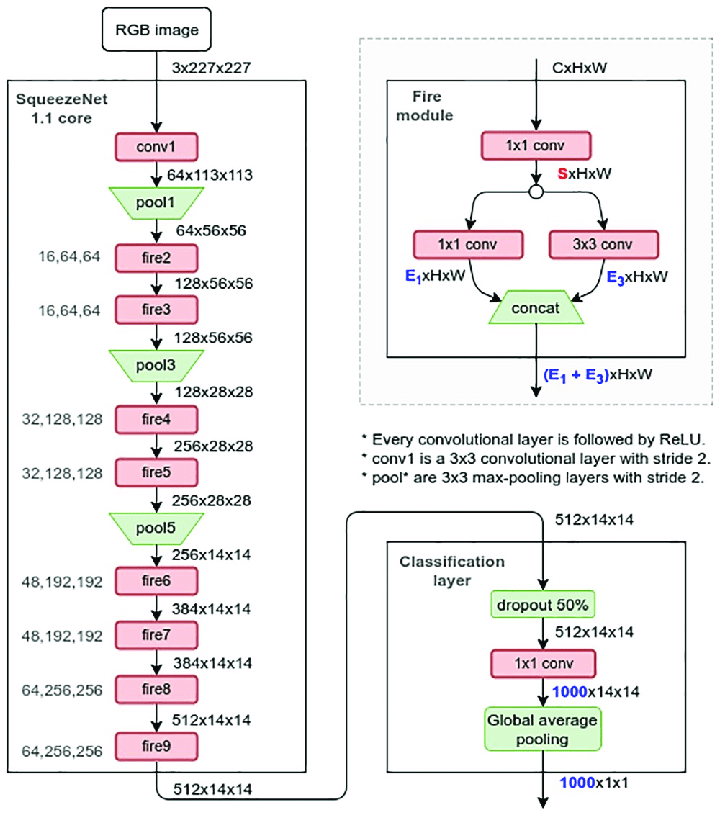 RGB image
3x227x227
SqueezeNet
1.1 core
conv1
64x113x113
pool1
64x56x56
16,64,64
fire2
128x56x56
16,64,64
fire3
128x56x56
pool3
128x28x28
32,128,128
fire4
256x28x28
32,128,128
fire5
256x28x28
pool5
256x14x14
48,192,192
fire6
384x14x14
48,192,192
fire7
384x14x14
64,256,256
fire8
512x14x14
64,256,256
fire9
512x14x14
CxHxW
Fire
module
1x1 conv
SxHxW
1x1 conv
3x3 conv
E1xHxW
E3xHxW
concat
(E1 + E3)xHxW
* Every convolutional layer is followed by ReLU.
* conv1 is a 3x3 convolutional layer with stride 2.
* pool* are 3x3 max-pooling layers with stride 2.
512x14x14
Classification
layer
dropout 50%
512x14x14
1x1 conv
1000x14x14
Global average
pooling
1000x1x1